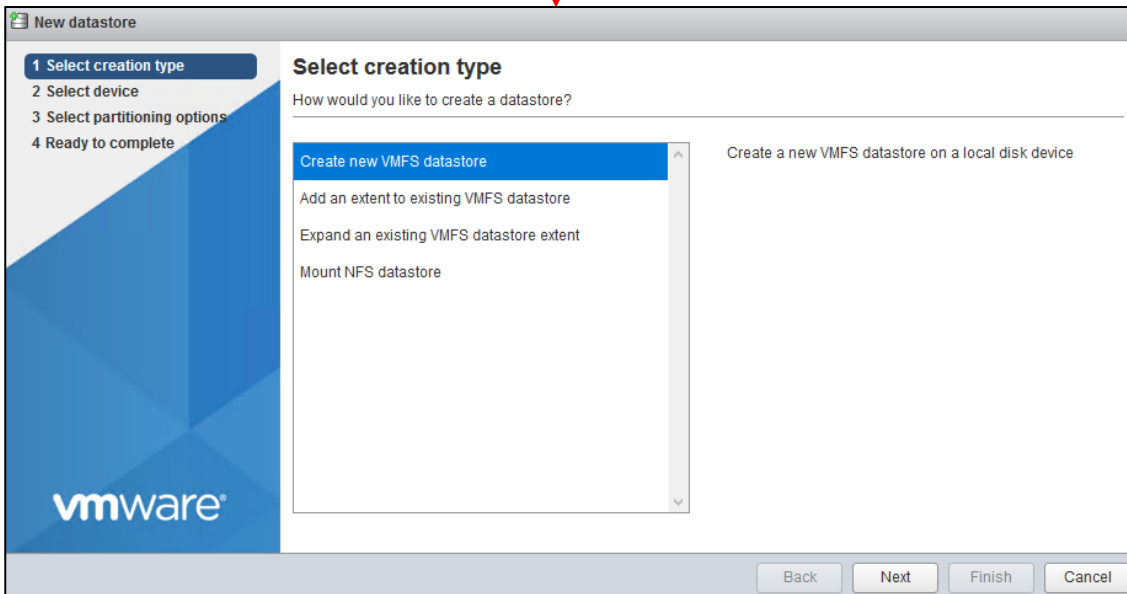 New datastore
1 Select creation type
2 Select device
3 Select partitioning options
4 Ready to complete
vmware®
Select creation type
How would you like to create a datastore?
Create new VMFS datastore
Add an extent to existing VMFS datastore
Expand an existing VMFS datastore extent
Mount NFS datastore
Create a new VMFS datastore on a local disk device
Back Next Finish Cancel